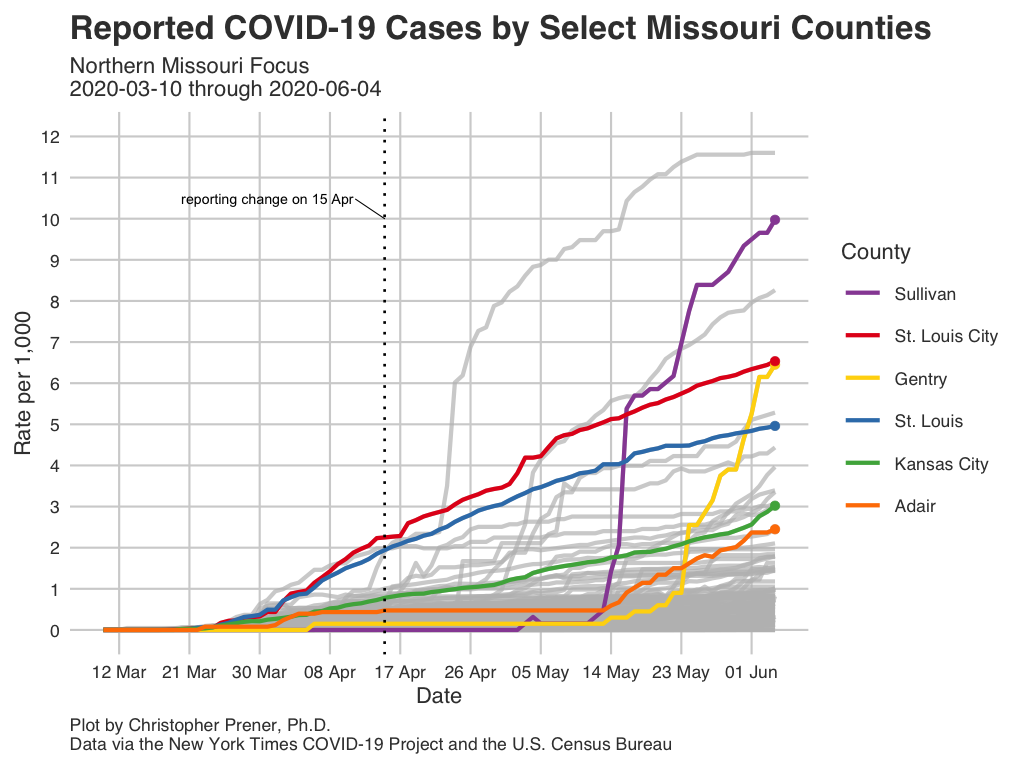 Reported COVID-19 Cases by Select Missouri Counties
Northern Missouri Focus
2020-03-10 through 2020-06-04
12
11
10
9
8
7
6
5
4
3
2
1
0
Rate per 1,000
reporting change on 15 Apr
12 Mar 21 Mar 30 Mar 08 Apr 17 Apr 26 Apr 05 May 14 May 23 May 01 Jun
Date
County
Sullivan
St. Louis City
Gentry
St. Louis
Kansas City
Adair
Plot by Christopher Prener, Ph.D.
Data via the New York Times COVID-19 Project and the U.S. Census Bureau